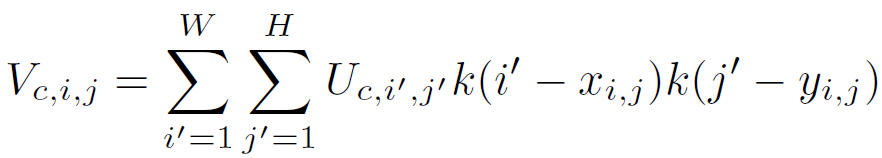 V_{c,i,j} = \sum_{i'=1}^{W} \sum_{j'=1}^{H} U_{c,i',j'} k(i' - x_{i,j}) k(j' - y_{i,j})